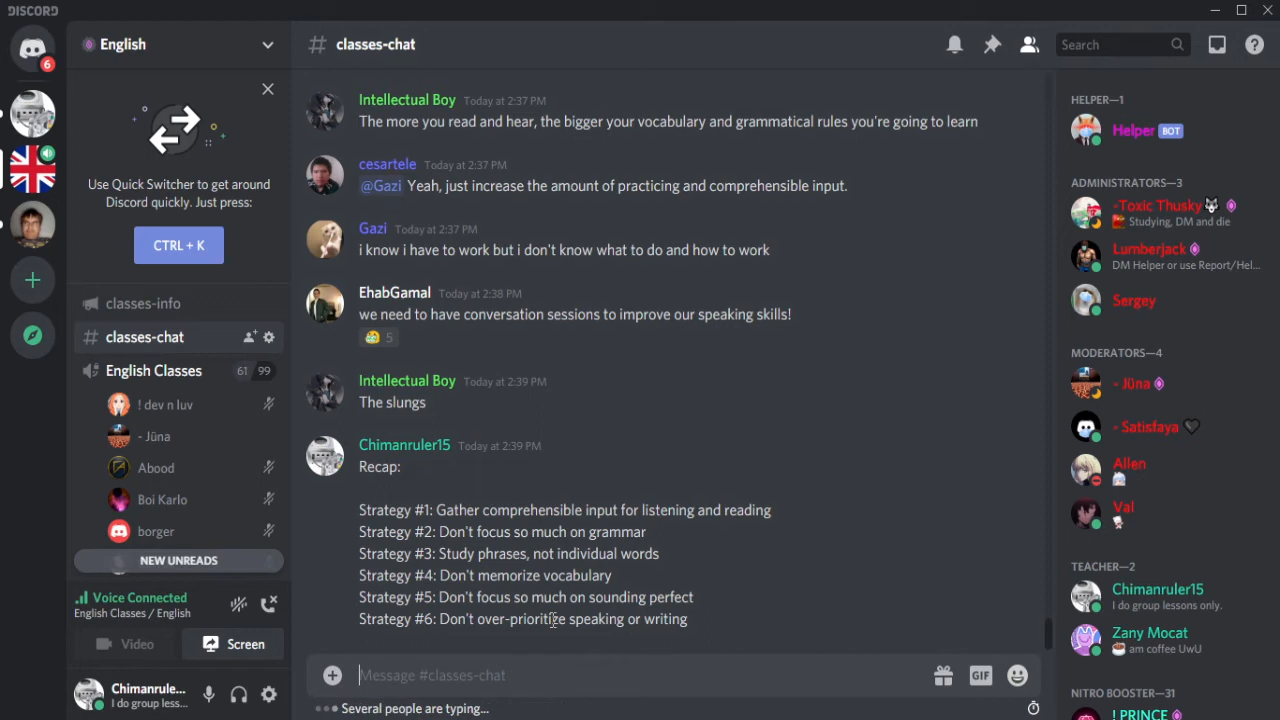 DISCORD
6
English
Use Quick Switcher to get around
Discord quickly. Just press:
CTRL + K
classes-info
classes-chat
English Classes 61 99
! dev n luv
- Jūna
Abood
Boi Karlo
borger
NEW UNREADS
Voice Connected
English Classes / English
Video
Screen
Chimanrule...
I do group less...
# classes-chat
Search
Intellectual Boy Today at 2:37 PM
The more you read and hear, the bigger your vocabulary and grammatical rules you're going to learn
cesartele Today at 2:37 PM
@Gazi Yeah, just increase the amount of practicing and comprehensible input.
Gazi Today at 2:37 PM
i know i have to work but i don't know what to do and how to work
EhabGamal Today at 2:38 PM
we need to have conversation sessions to improve our speaking skills!
5
Intellectual Boy Today at 2:39 PM
The slungs
Chimanruler15 Today at 2:39 PM
Recap:
Strategy #1: Gather comprehensible input for listening and reading
Strategy #2: Don't focus so much on grammar
Strategy #3: Study phrases, not individual words
Strategy #4: Don't memorize vocabulary
Strategy #5: Don't focus so much on sounding perfect
Strategy #6: Don't over-prioritize speaking or writing
Message #classes-chat
GIF
Several people are typing...
HELPER—1
Helper BOT
ADMINISTRATORS—3
•Toxic Thusky
Studying, DM and die
Lumberjack
DM Helper or use Report/Hel...
Sergey
MODERATORS—4
- Jūna
- Satisfaya
Allen
Val
TEACHER—2
Chimanruler15
I do group lessons only.
Zany Mocat
am coffee UwU
NITRO BOOSTER—31
! PRINCE